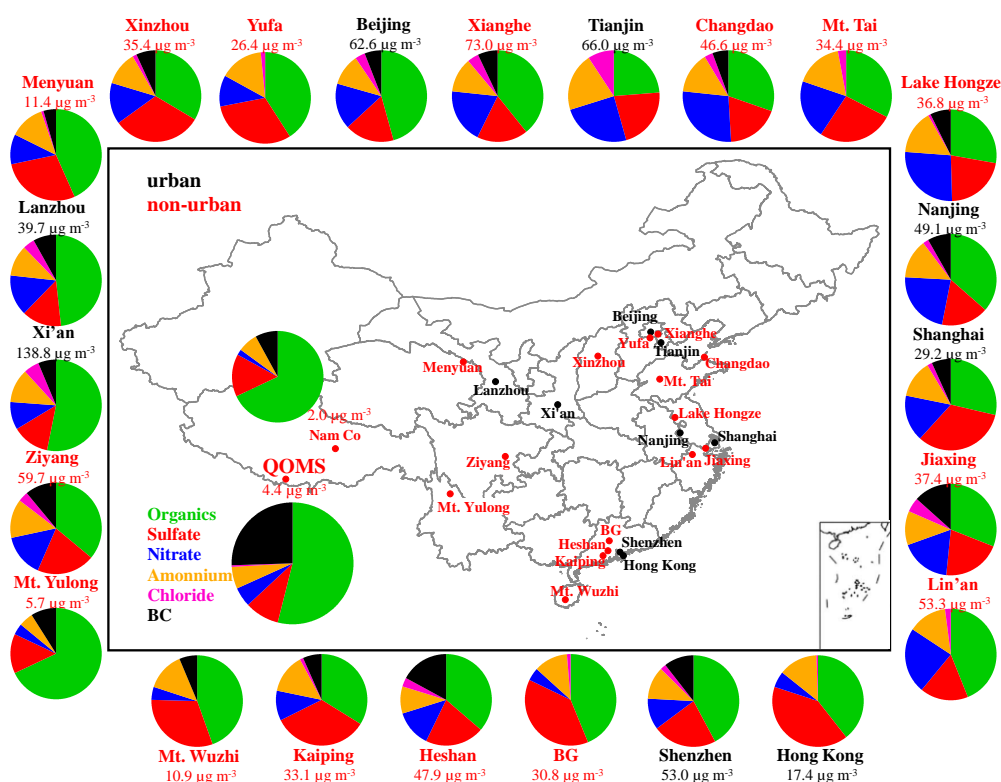 Xinzhou
35.4 µg m-3
Yufa
26.4 µg m-3
Beijing
62.6 µg m-3
Xianghe
73.0 µg m-3
Tianjin
66.0 µg m-3
Changdao
46.6 µg m-3
Mt. Tai
34.4 µg m-3
Menyuan
11.4 µg m-3
Lanzhou
39.7 µg m-3
Xi'an
138.8 µg m-3
Ziyang
59.7 µg m-3
Mt. Yulong
5.7 µg m-3
Lake Hongze
36.8 µg m-3
Nanjing
49.1 µg m-3
Shanghai
29.2 µg m-3
Jiaxing
37.4 µg m-3
Lin'an
53.3 µg m-3
urban
non-urban
Beijing
Xianghe
Yufa
Tianjin
Menyuan
Xinzhou
Changdao
Lanzhou
Mt. Tai
Xi'an
Lake Hongze
2.0 µg m-3
Nam Co
Nanjing
Shanghai
Ziyang
Lin'an
Jiaxing
QOMS
4.4 µg m-3
Mt. Yulong
Organics
Sulfate
Nitrate
Amonnium
Chloride
BC
BG
Heshan
Shenzhen
Kaiping
Hong Kong
Mt. Wuzhi
Mt. Wuzhi
10.9 µg m-3
Kaiping
33.1 µg m-3
Heshan
47.9 µg m-3
BG
30.8 µg m-3
Shenzhen
53.0 µg m-3
Hong Kong
17.4 µg m-3